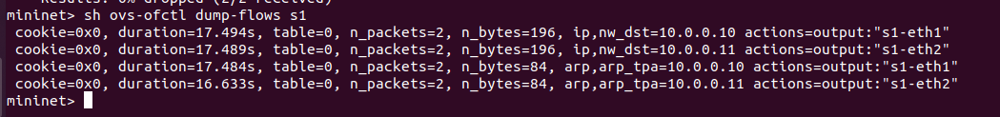 Results: 0% dropped (2/2 received)
mininet> sh ovs-ofctl dump-flows s1
 cookie=0x0, duration=17.494s, table=0, n_packets=2, n_bytes=196, ip,nw_dst=10.0.0.10 actions=output:"s1-eth1"
 cookie=0x0, duration=17.489s, table=0, n_packets=2, n_bytes=196, ip,nw_dst=10.0.0.11 actions=output:"s1-eth2"
 cookie=0x0, duration=17.484s, table=0, n_packets=2, n_bytes=84, arp,arp_tpa=10.0.0.10 actions=output:"s1-eth1"
 cookie=0x0, duration=16.633s, table=0, n_packets=2, n_bytes=84, arp,arp_tpa=10.0.0.11 actions=output:"s1-eth2"
mininet>